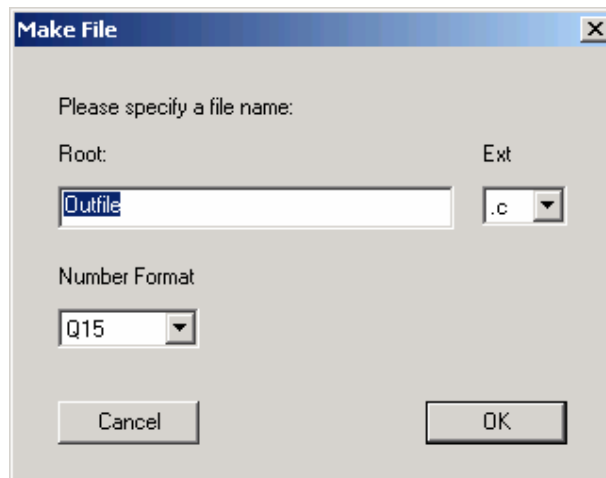 Make File
Please specify a file name:
Root: Ext
Outfile .c
Number Format
Q15
Cancel OK